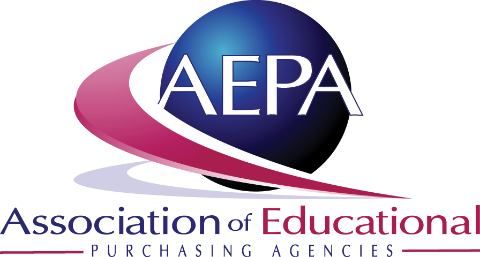 AEPA
Association of Educational
PURCHASING AGENCIES